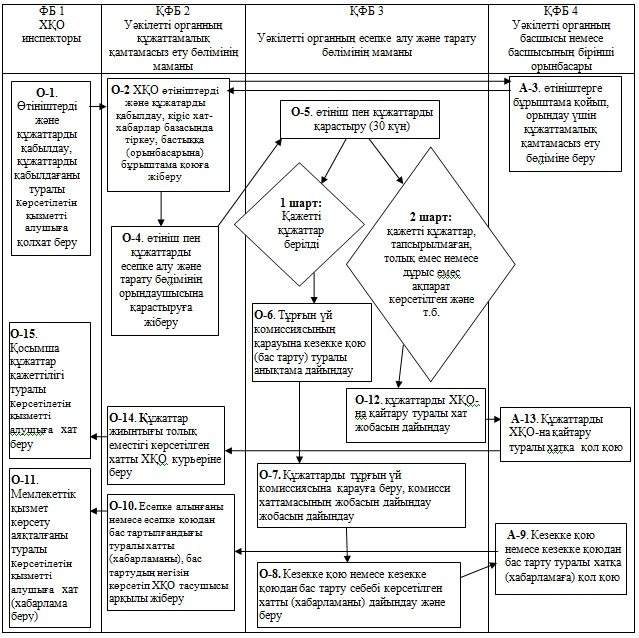 ФБ 1
ХҚО
инспекторы
ҚФБ 2
Уәкілетті органның
құжаттамалық
қамтамасыз ету бөлімінің
маманы
ҚФБ 3
Уәкілетті органның есепке алу және тарату
бөлімінің маманы
ҚФБ 4
Уәкілетті органның
басшысы немесе
басшысының бірінші
орынбасары
О-1.
Өтініштерді
және
құжаттарды
қабылдау,
құжаттарды
қабылдағаны
туралы
Көрсетілетін
қызметті
алушыға
қолхат беру
О-2 ХҚО өтініштерді
және құжатарды
қабылдау, кіріс хат-
хабарлар базасында
тіркеу, бастыққа
(орынбасарына)
бұрыштама қоюға
жіберу
А-3. өтініштерге
бұрыштама қойып,
орындау үшін
құжаттамалық
қамтамасыз ету
бөдіміне беру
О-4. өтініш пен
құжаттарды
есепке алу және
тарату бөдімінің
орындаушысына
қарастыруға
жіберу
О-5. өтініш пен құжаттарды
қарастыру (30 күн)
1 шарт:
Қажетті
құжаттар
берілді
2 шарт:
қажетті құжаттар,
тапсырылмаған,
толық емес немесе
дұрыс емес
ақпарат
көрсетілген және
т.б.
О-6. Тұрғын үй
комиссиясының
қарауына кезекке қою
(бас тарту) туралы
анықтама дайындау
О-12. құжаттарды ХҚО-
на қайтару туралы хат
жобасын дайындау
А-13. Құжаттарды
ХҚО-на қайтару
туралы хатқа қол қою
О-14. Құжаттар
жиынтығы толық
еместігі көрсетілген
хатты ХҚО курьеріне
беру
О-15.
Қосымша
құжаттар
қажеттілігі
туралы
Көрсетілетін
қызметті
алушыға хат
беру
О-7. Құжаттарды тұрғын үй
комиссиясына қарауға беру, комисси
хаттамасының жобасын дайындау
жобасын дайындау
О-8. Кезекке қою немесе кезекке
қоюдан бас тарту себебі көрсетілген
хатты (хабарламаны) дайындау және
беру
А-9. Кезекке қою
немесе кезекке қоюдан
бас тарту туралы хатқа
(хабарламаға) қол қою
О-10. Есепке алынғаны
немесе есепке қоюдан
бас тартылғандығы
туралы хатты
(хабарламаны), бас
тартудың негізін
көрсетіп ХҚО тасушысы
арқылы жіберу
О-11.
Мемлекеттік
қызмет
көрсету
аяқталғаны
туралы
Көрсетілетін
қызметті
алушыға хат
(хабарлама
беру)